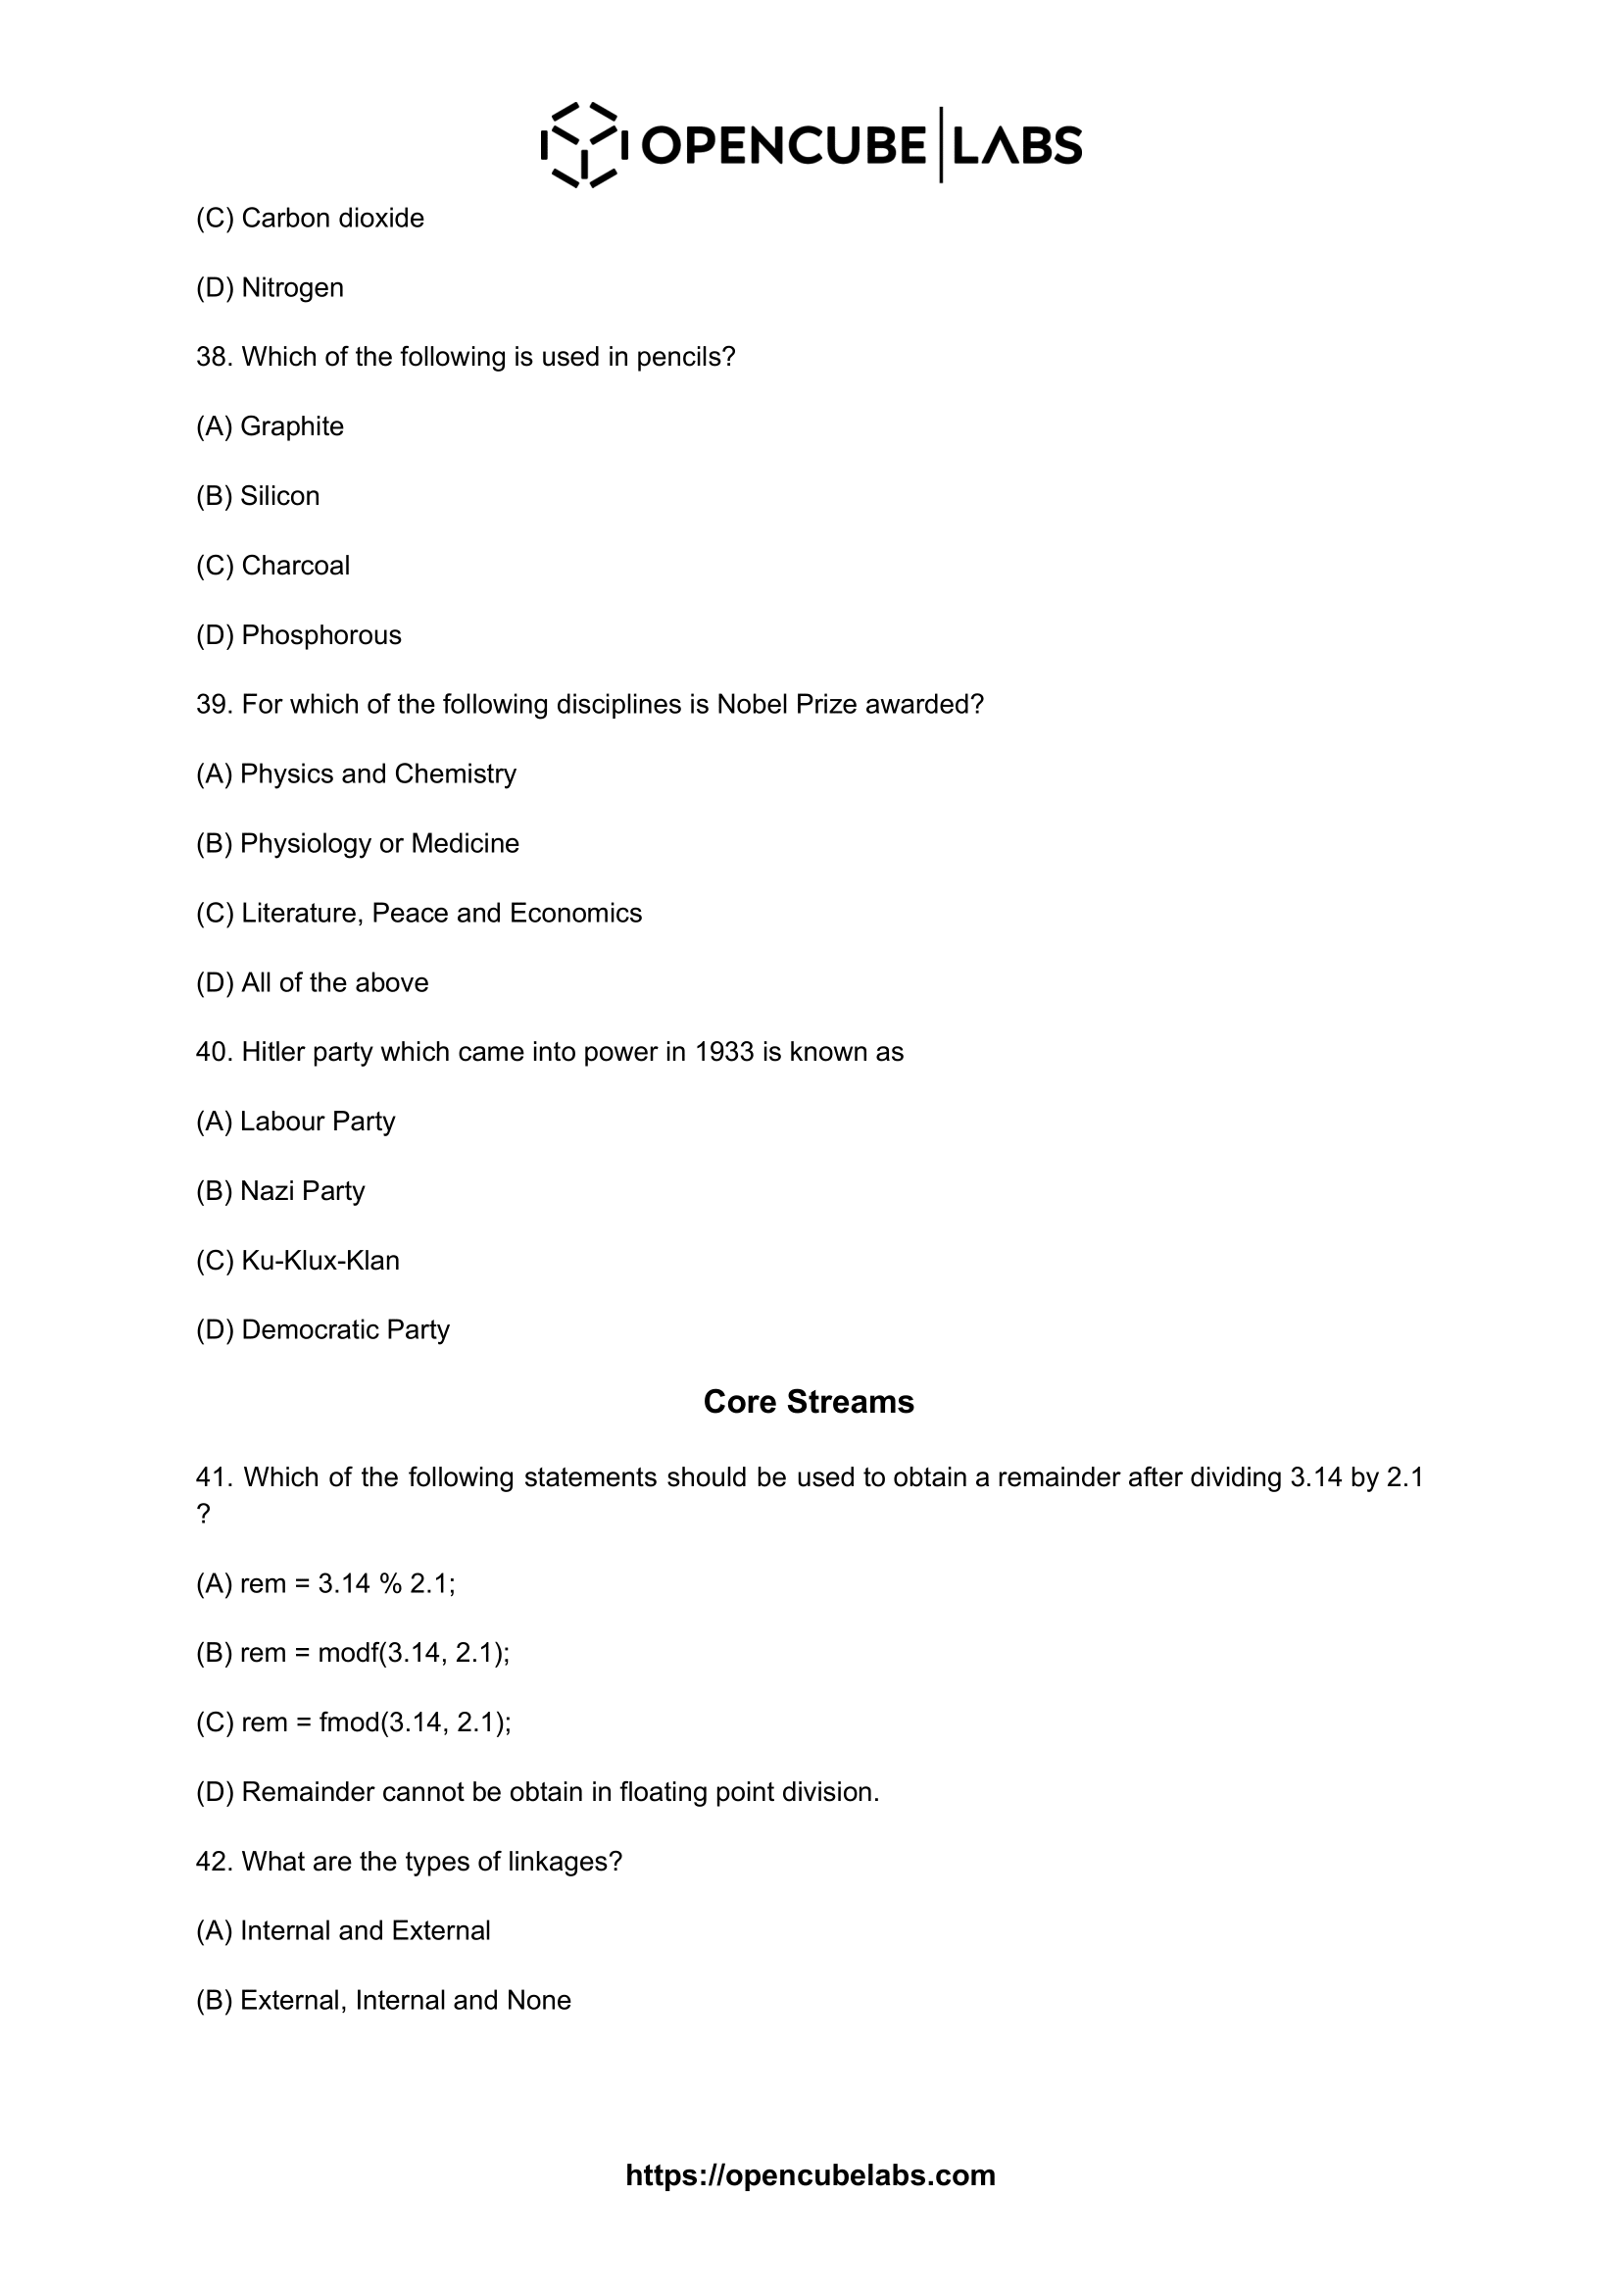 OPENCUBE LABS
(C) Carbon dioxide
(D) Nitrogen
38. Which of the following is used in pencils?
(A) Graphite
(B) Silicon
(C) Charcoal
(D) Phosphorous
39. For which of the following disciplines is Nobel Prize awarded?
(A) Physics and Chemistry
(B) Physiology or Medicine
(C) Literature, Peace and Economics
(D) All of the above
40. Hitler party which came into power in 1933 is known as
(A) Labour Party
(B) Nazi Party
(C) Ku-Klux-Klan
(D) Democratic Party
Core Streams
41. Which of the following statements should be used to obtain a remainder after dividing 3.14 by 2.1
?
(A) rem = 3.14 % 2.1;
(B) rem = modf(3.14, 2.1);
(C) rem = fmod(3.14, 2.1);
(D) Remainder cannot be obtain in floating point division.
42. What are the types of linkages?
(A) Internal and External
(B) External, Internal and None
https://opencubelabs.com